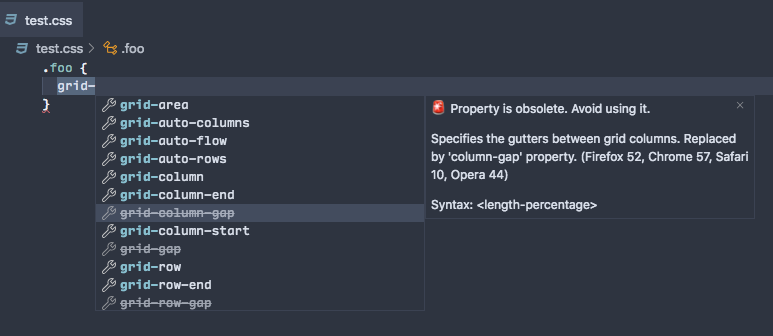 test.css
test.css > .foo
.foo {
grid-
}
grid-area
grid-auto-columns
grid-auto-flow
grid-auto-rows
grid-column
grid-column-end
grid-column-gap
grid-column-start
grid-gap
grid-row
grid-row-end
grid-row-gap
🚨 Property is obsolete. Avoid using it.
Specifies the gutters between grid columns. Replaced
by 'column-gap' property. (Firefox 52, Chrome 57, Safari
10, Opera 44)
Syntax: <length-percentage>